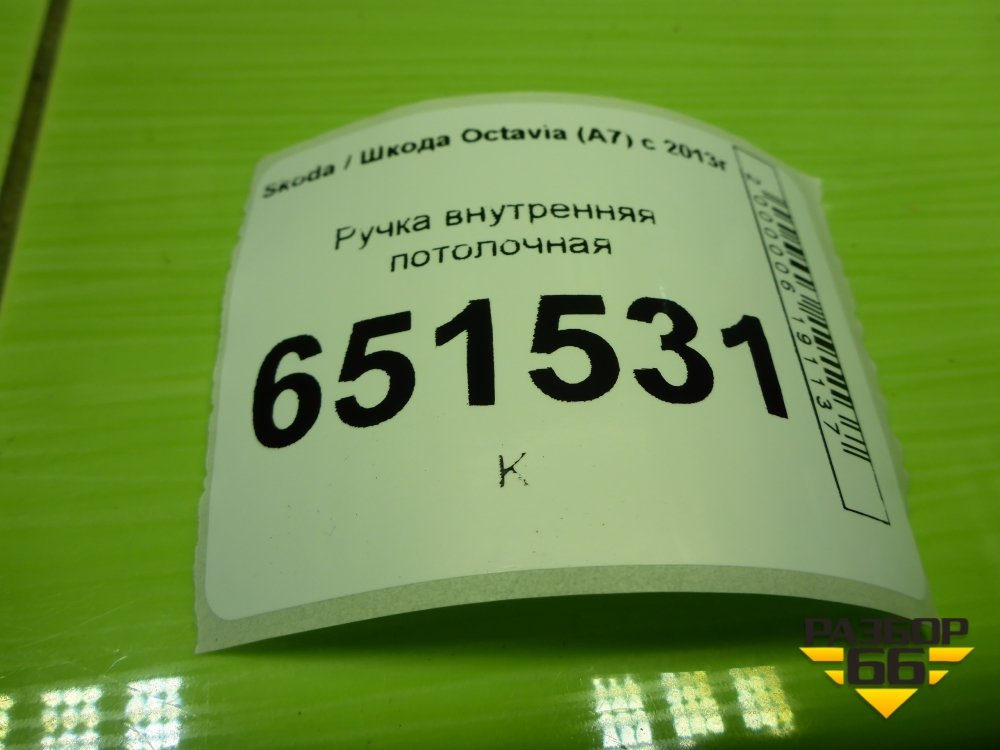 Skoda / Шкода Octavia (A7) с 2013г
Ручка внутренняя
потолочная
651531
К
2000006191137
РАЗБОР
66